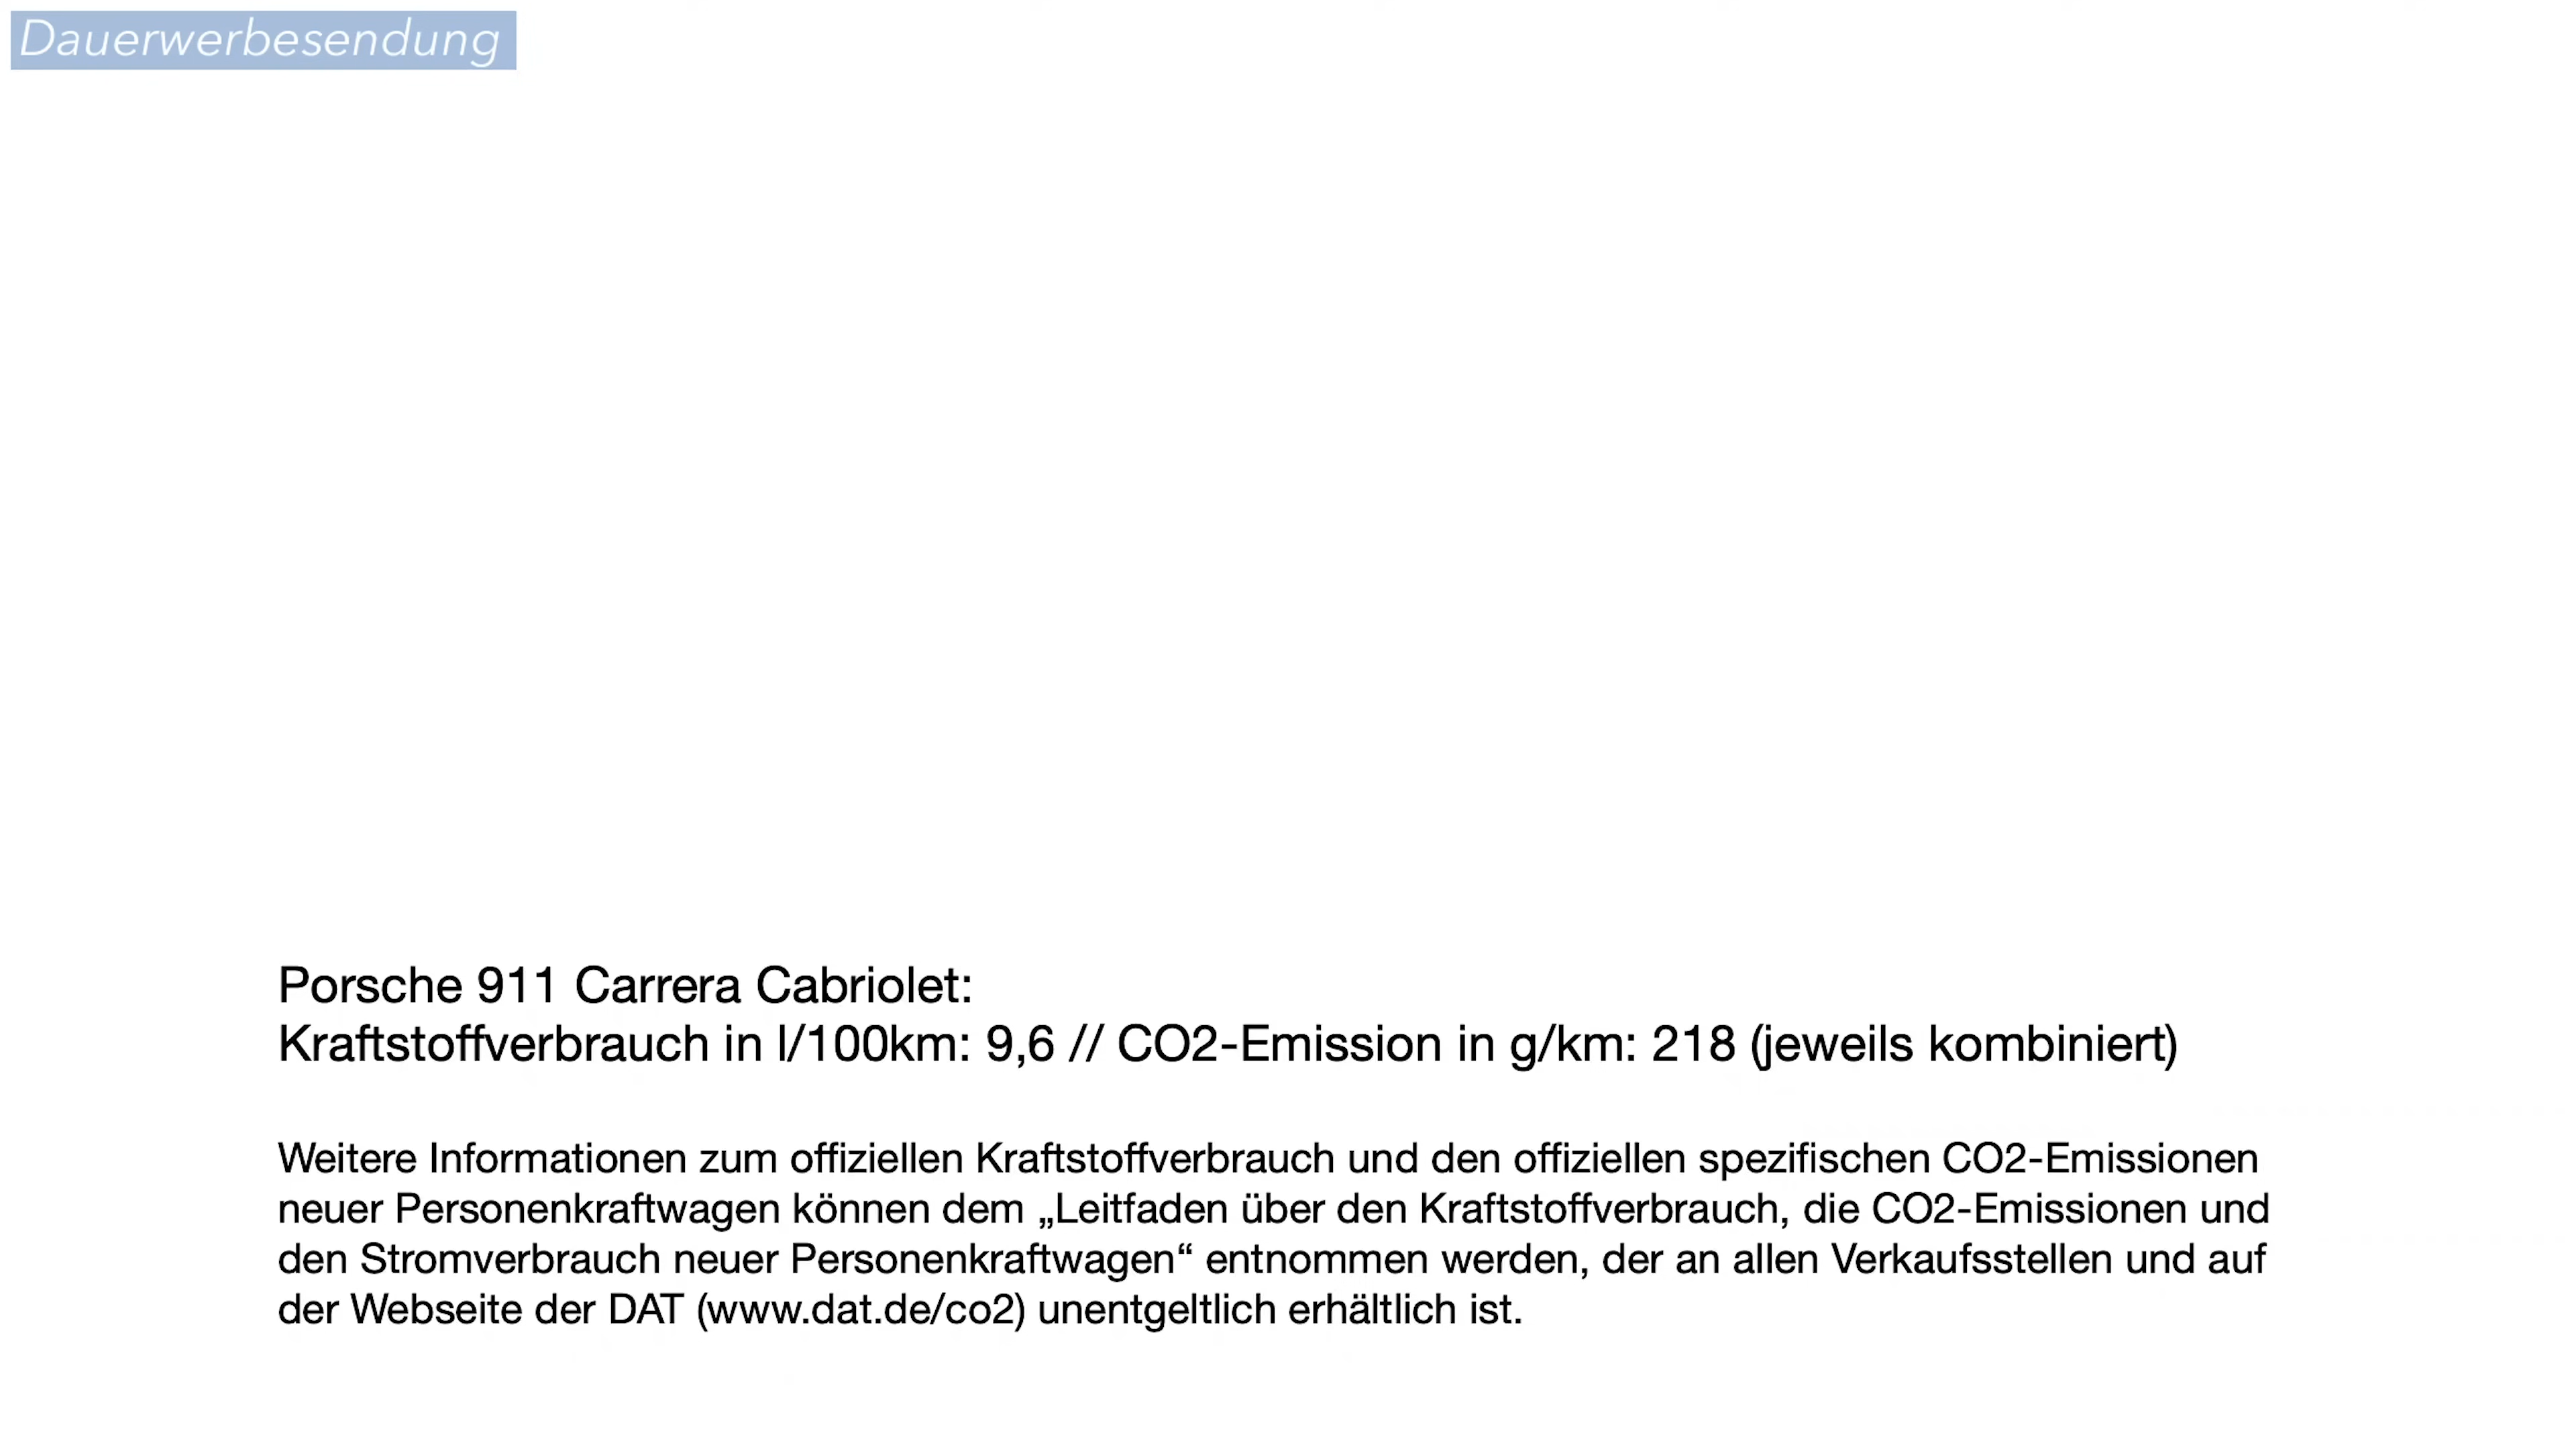 Dauerwerbesendung
Porsche 911 Carrera Cabriolet:
Kraftstoffverbrauch in l/100km: 9,6 // CO2-Emission in g/km: 218 (jeweils kombiniert)
Weitere Informationen zum offiziellen Kraftstoffverbrauch und den offiziellen spezifischen CO2-Emissionen
neuer Personenkraftwagen können dem „Leitfaden über den Kraftstoffverbrauch, die CO2-Emissionen und
den Stromverbrauch neuer Personenkraftwagen“ entnommen werden, der an allen Verkaufsstellen und auf
der Webseite der DAT (www.dat.de/co2) unentgeltlich erhältlich ist.